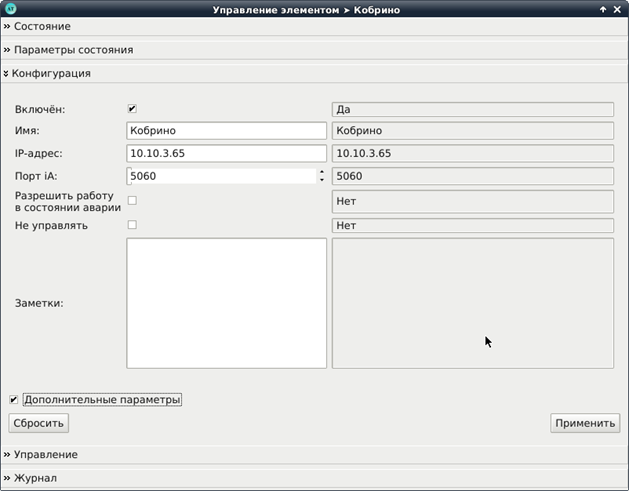 Управление элементом ➤ Кобрино
» Состояние
» Параметры состояния
Конфигурация
Включён: Да
Имя: Кобрино Кобрино
IP-адрес: 10.10.3.65 10.10.3.65
Порт iA: 5060 5060
Разрешить работу
в состоянии аварии Нет
Не управлять Нет
Заметки:
Дополнительные параметры
Сбросить Применить
» Управление
» Журнал